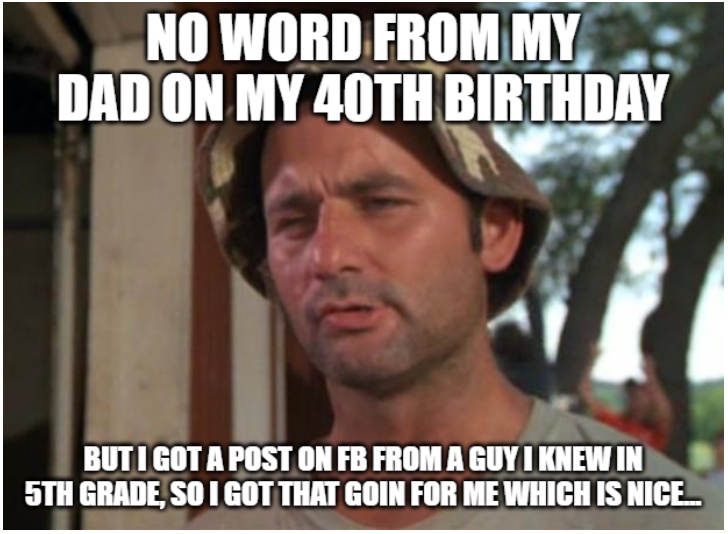 NO WORD FROM MY
DAD ON MY 40TH BIRTHDAY
BUT I GOT A POST ON FB FROM A GUY I KNEW IN
5TH GRADE, SO I GOT THAT GOIN FOR ME WHICH IS NICE...